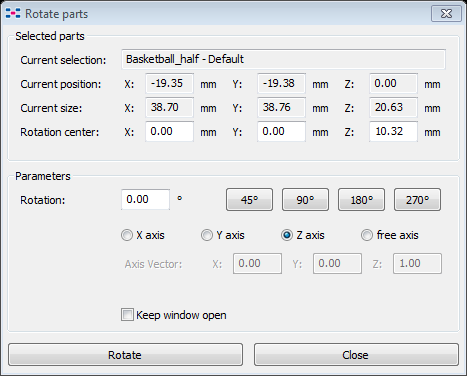 Rotate parts
Selected parts
Current selection: Basketball_half - Default
Current position: X: -19.35 mm Y: -19.38 mm Z: 0.00 mm
Current size: X: 38.70 mm Y: 38.76 mm Z: 20.63 mm
Rotation center: X: 0.00 mm Y: 0.00 mm Z: 10.32 mm
Parameters
Rotation: 0.00 ° 45° 90° 180° 270°
X axis Y axis Z axis free axis
Axis Vector: X: 0.00 Y: 0.00 Z: 1.00
Keep window open
Rotate Close